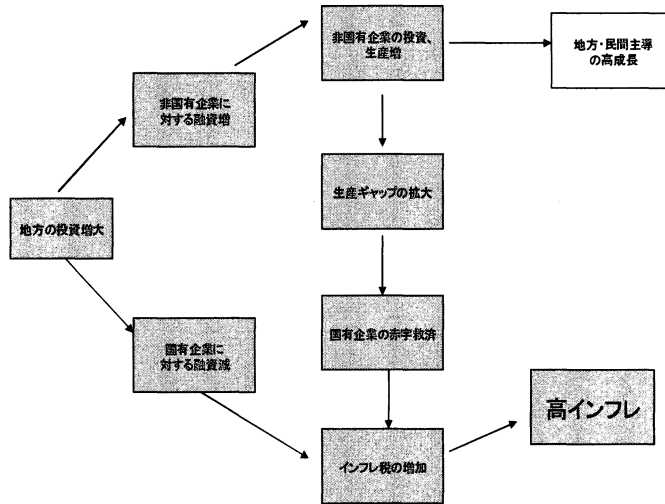 非国有企業の投資、
生産増
地方・民間主導
の高成長
非国有企業に
対する融資増
生産ギャップの拡大
地方の投資増大
国有企業の赤字救済
国有企業に
対する融資減
高インフレ
インフレ税の増加